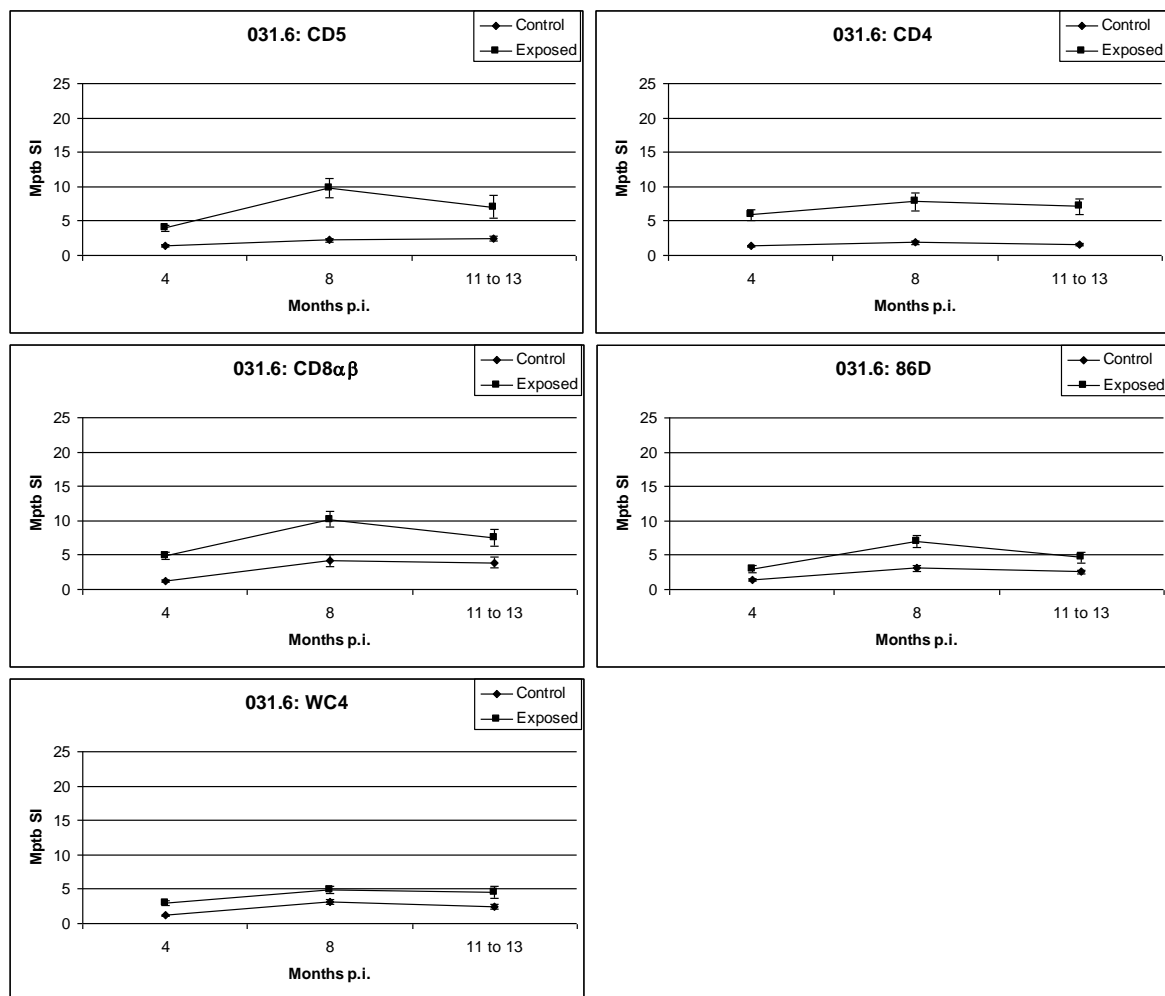 031.6: CD5
Control
Exposed
25
20
15
10
5
0
Mptb SI
4 8 11 to 13
Months p.i.
031.6: CD4
Control
Exposed
25
20
15
10
5
0
Mptb SI
4 8 11 to 13
Months p.i.
031.6: CD8αβ
Control
Exposed
25
20
15
10
5
0
Mptb SI
4 8 11 to 13
Months p.i.
031.6: 86D
Control
Exposed
25
20
15
10
5
0
Mptb SI
4 8 11 to 13
Months p.i.
031.6: WC4
Control
Exposed
25
20
15
10
5
0
Mptb SI
4 8 11 to 13
Months p.i.